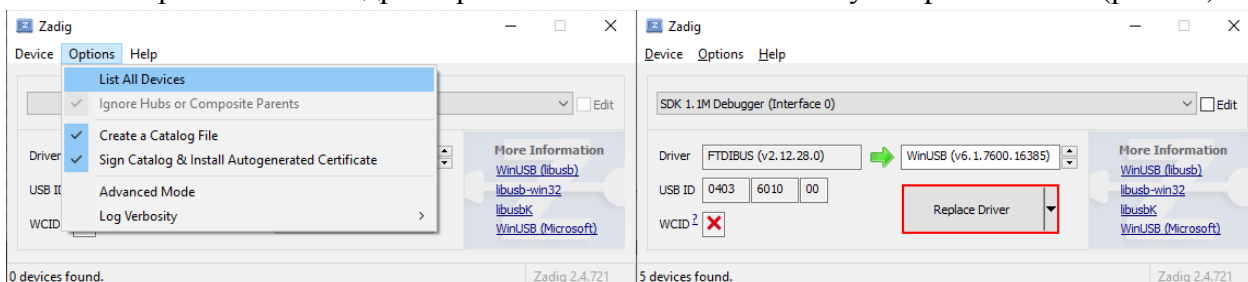 Zadig
Device Options Help
List All Devices
Ignore Hubs or Composite Parents
Edit
Create a Catalog File
Sign Catalog & Install Autogenerated Certificate
Driver
More Information
WinUSB (libusb)
USB ID
libusb-win32
Advanced Mode
libusbK
Log Verbosity
WCID
WinUSB (Microsoft)
0 devices found.
Zadig 2.4.721
Zadig
Device Options Help
SDK 1.1M Debugger (Interface 0)
Edit
Driver FTDIBUS (v2.12.28.0) WinUSB (v6.1.7600.16385)
More Information
WinUSB (libusb)
USB ID 0403 6010 00
libusb-win32
Replace Driver
libusbK
WCID ?
WinUSB (Microsoft)
5 devices found.
Zadig 2.4.721